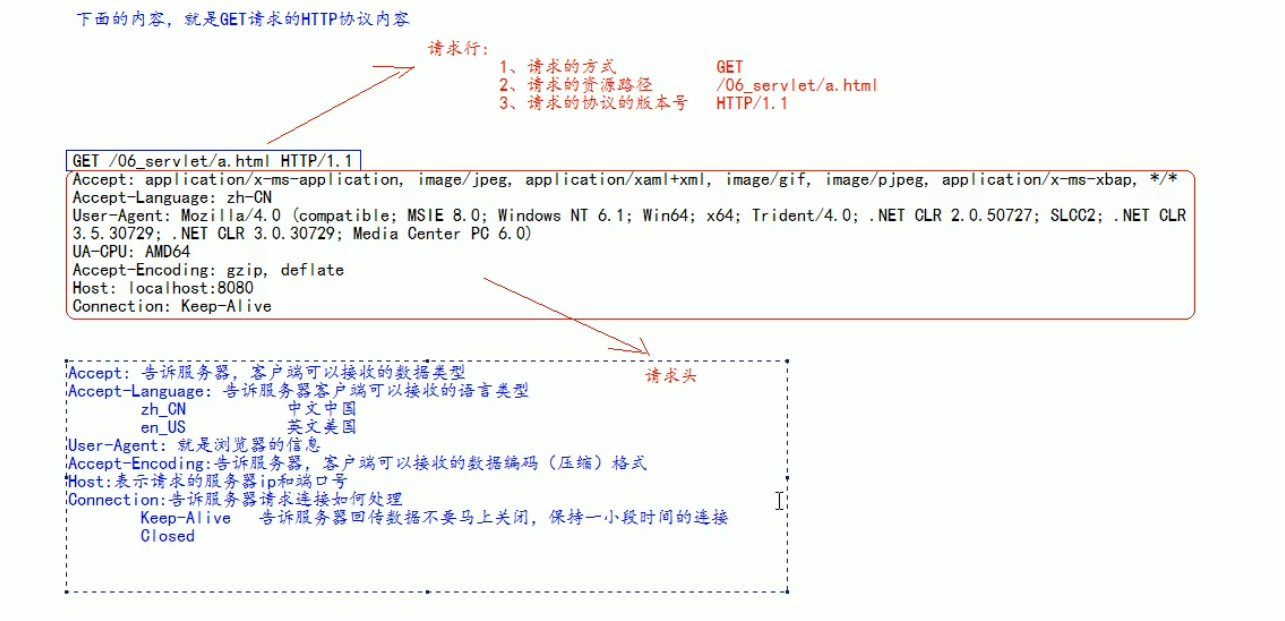 下面的内容，就是GET请求的HTTP协议内容
请求行：
1、请求的方式 GET
2、请求的资源路径 /06_servlet/a.html
3、请求的协议的版本号 HTTP/1.1
GET /06_servlet/a.html HTTP/1.1
Accept: application/x-ms-application, image/jpeg, application/xaml+xml, image/gif, image/pjpeg, application/x-ms-xbap, */*
Accept-Language: zh-CN
User-Agent: Mozilla/4.0 (compatible; MSIE 8.0; Windows NT 6.1; Win64; x64; Trident/4.0; .NET CLR 2.0.50727; SLCC2; .NET CLR
3.5.30729; .NET CLR 3.0.30729; Media Center PC 6.0)
UA-CPU: AMD64
Accept-Encoding: gzip, deflate
Host: localhost:8080
Connection: Keep-Alive
请求头
Accept: 告诉服务器，客户端可以接收的数据类型
Accept-Language: 告诉服务器客户端可以接收的语言类型
zh_CN 中文中国
en_US 英文美国
User-Agent: 就是浏览器的信息
Accept-Encoding:告诉服务器，客户端可以接收的数据编码（压缩）格式
Host:表示请求的服务器ip和端口号
Connection:告诉服务器请求连接如何处理
Keep-Alive 告诉服务器回传数据不要马上关闭，保持一小段时间的连接
Closed